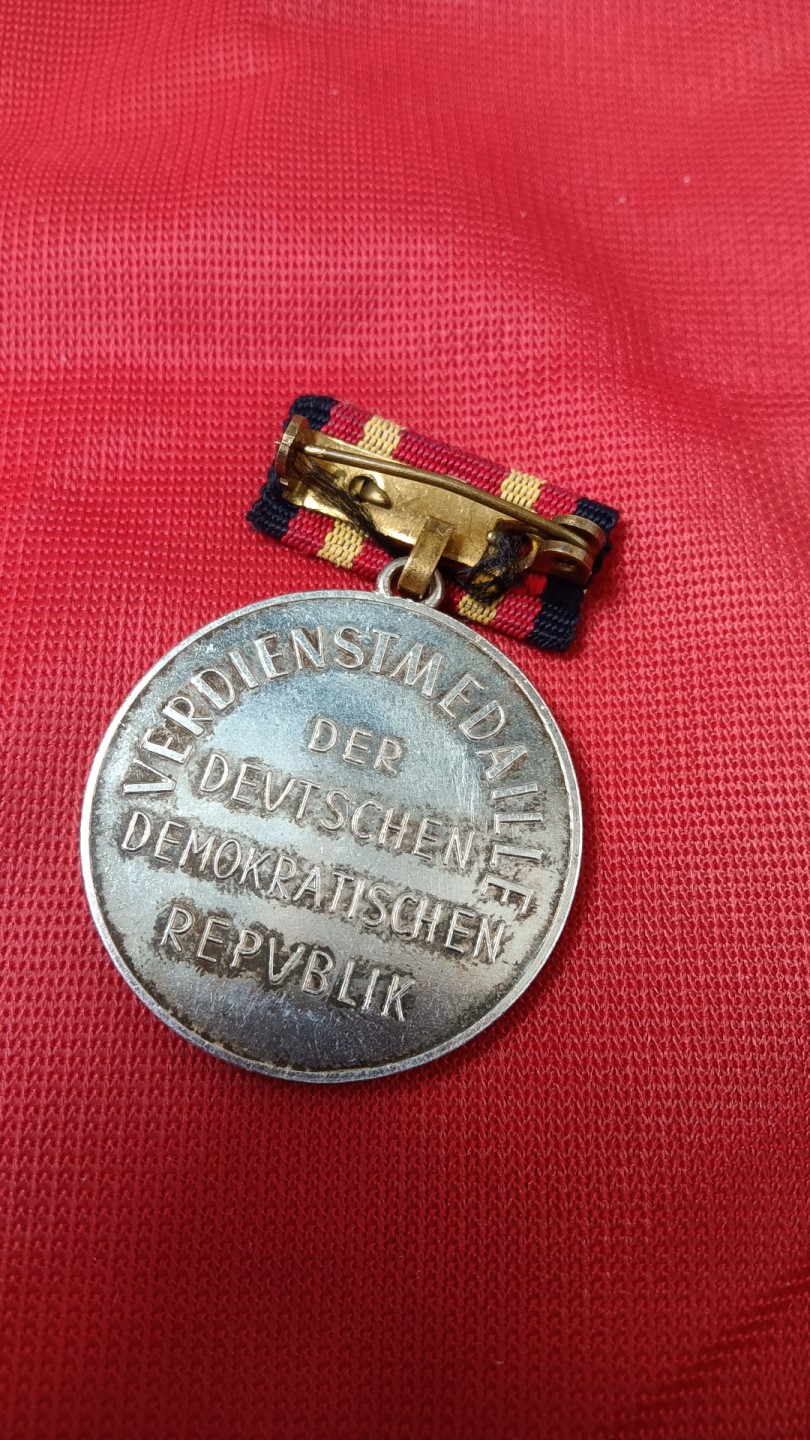 VERDIENSTMEDAILLE
DER
DEVTSCHEN
DEMOKRATISCHEN
REPVBLIK